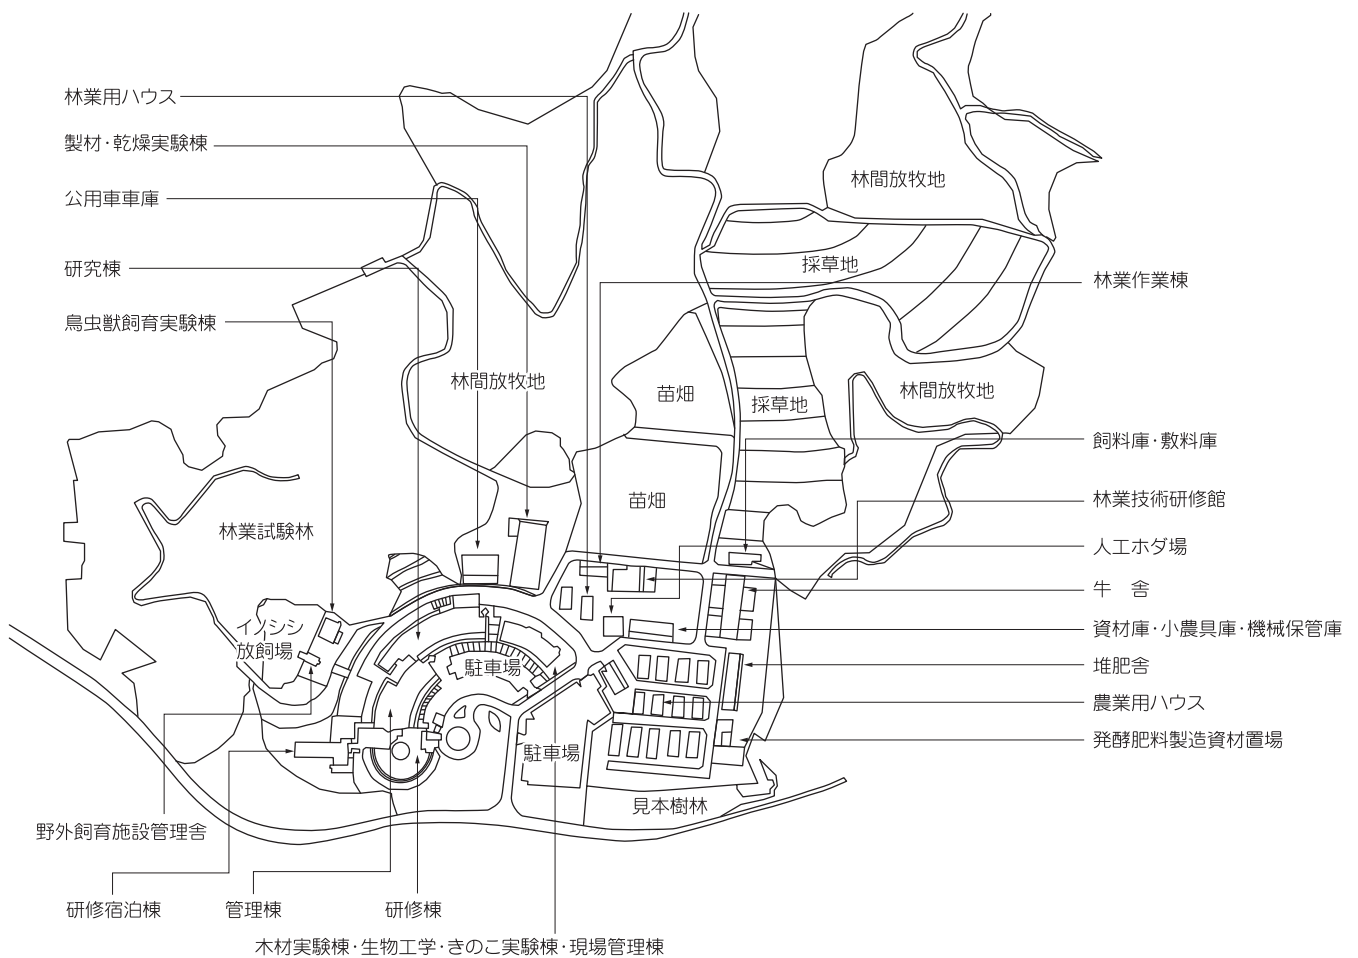 林業用ハウス
製材・乾燥実験棟
公用車車庫
研究棟
鳥虫獣飼育実験棟
林間放牧地
採草地
林業作業棟
林間放牧地
苗畑
採草地
林間放牧地
飼料庫・敷料庫
苗畑
林業技術研修館
林業試験林
人工ホダ場
牛　舎
イノシシ
放飼場
資材庫・小農具庫・機械保管庫
駐車場
堆肥舎
農業用ハウス
発酵肥料製造資材置場
駐車場
見本樹林
野外飼育施設管理舎
研修宿泊棟
管理棟
研修棟
木材実験棟・生物工学・きのこ実験棟・現場管理棟